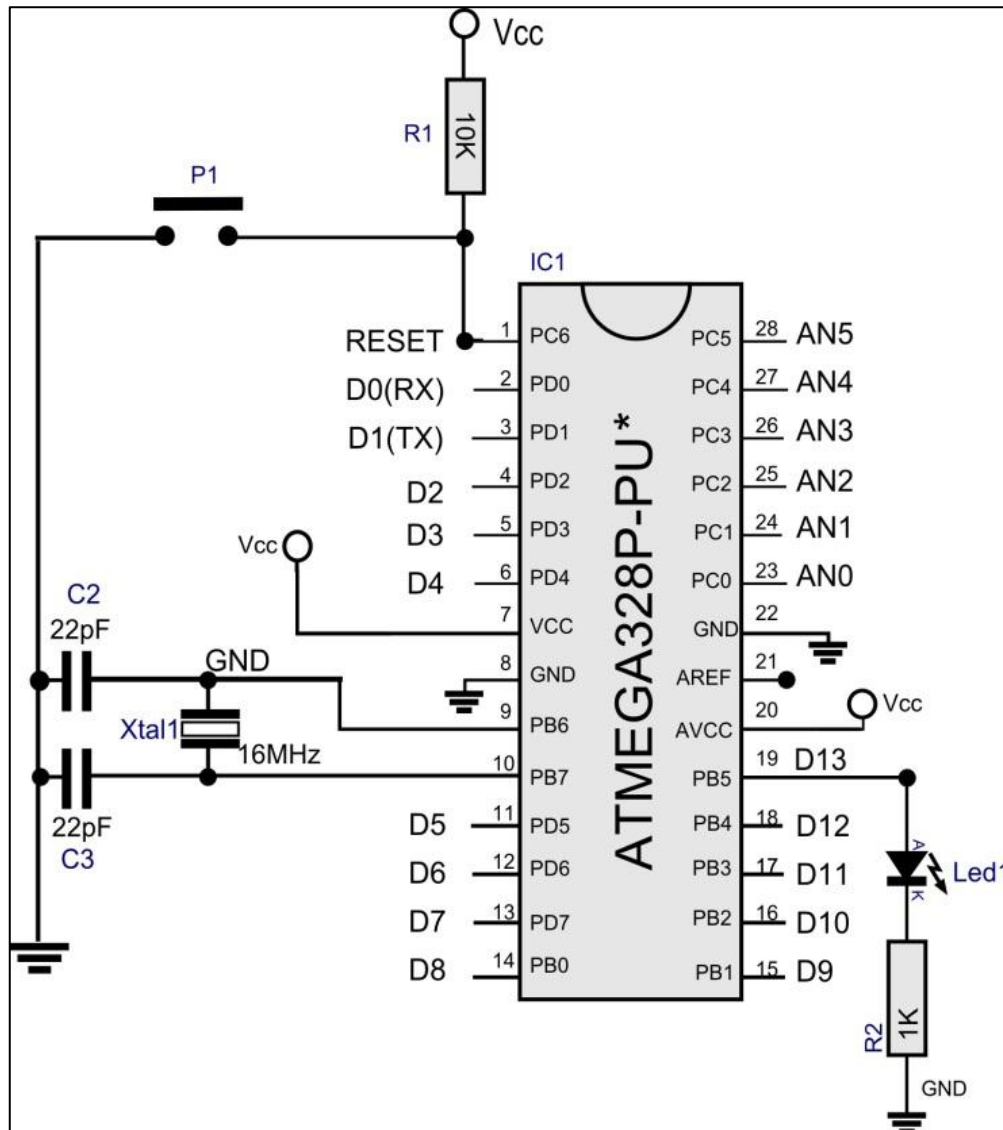 Vcc
R1
10K
P1
IC1
RESET 1 PC6
D0(RX) 2 PD0
D1(TX) 3 PD1
D2 4 PD2
D3 5 PD3
D4 6 PD4
Vcc
7 VCC
8 GND
9 PB6
10 PB7
D5 11 PD5
D6 12 PD6
D7 13 PD7
D8 14 PB0
C2
22pF
GND
Xtal1
16MHz
22pF
C3
ATMEGA328P-PU*
PC5 28 AN5
PC4 27 AN4
PC3 26 AN3
PC2 25 AN2
PC1 24 AN1
PC0 23 AN0
GND 22
AREF 21
AVCC 20
Vcc
PB5 19 D13
PB4 18 D12
PB3 17 D11
PB2 16 D10
PB1 15 D9
A
K
Led1
R2
1K
GND